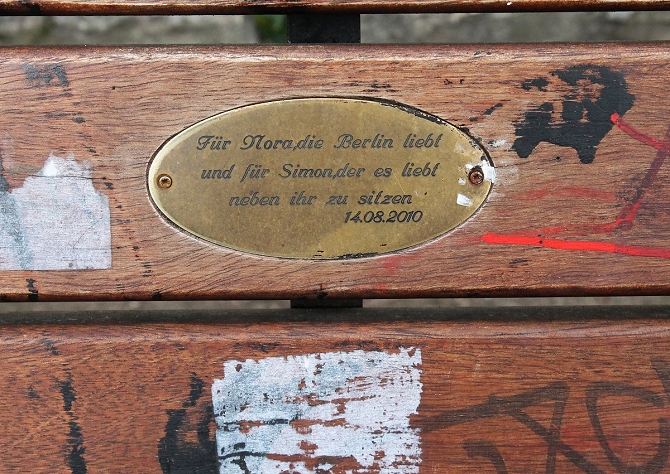 Für Nora,die Berlin liebt
und für Simon,der es liebt
neben ihr zu sitzen
14.08.2010